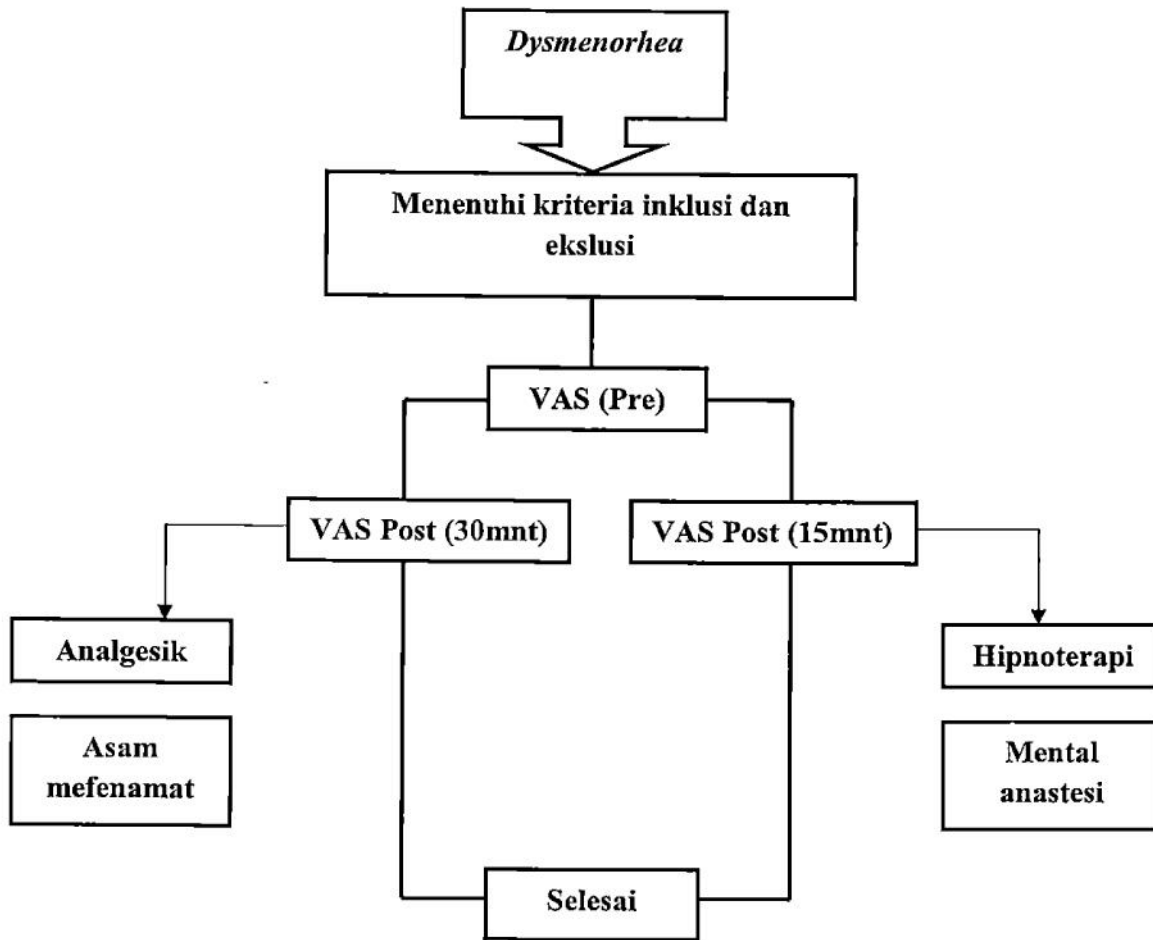 Dysmenorhea
Menenuhi kriteria inklusi dan
ekslusi
VAS (Pre)
VAS Post (30mnt)
VAS Post (15mnt)
Analgesik
Hipnoterapi
Asam
mefenamat
Mental
anastesi
Selesai